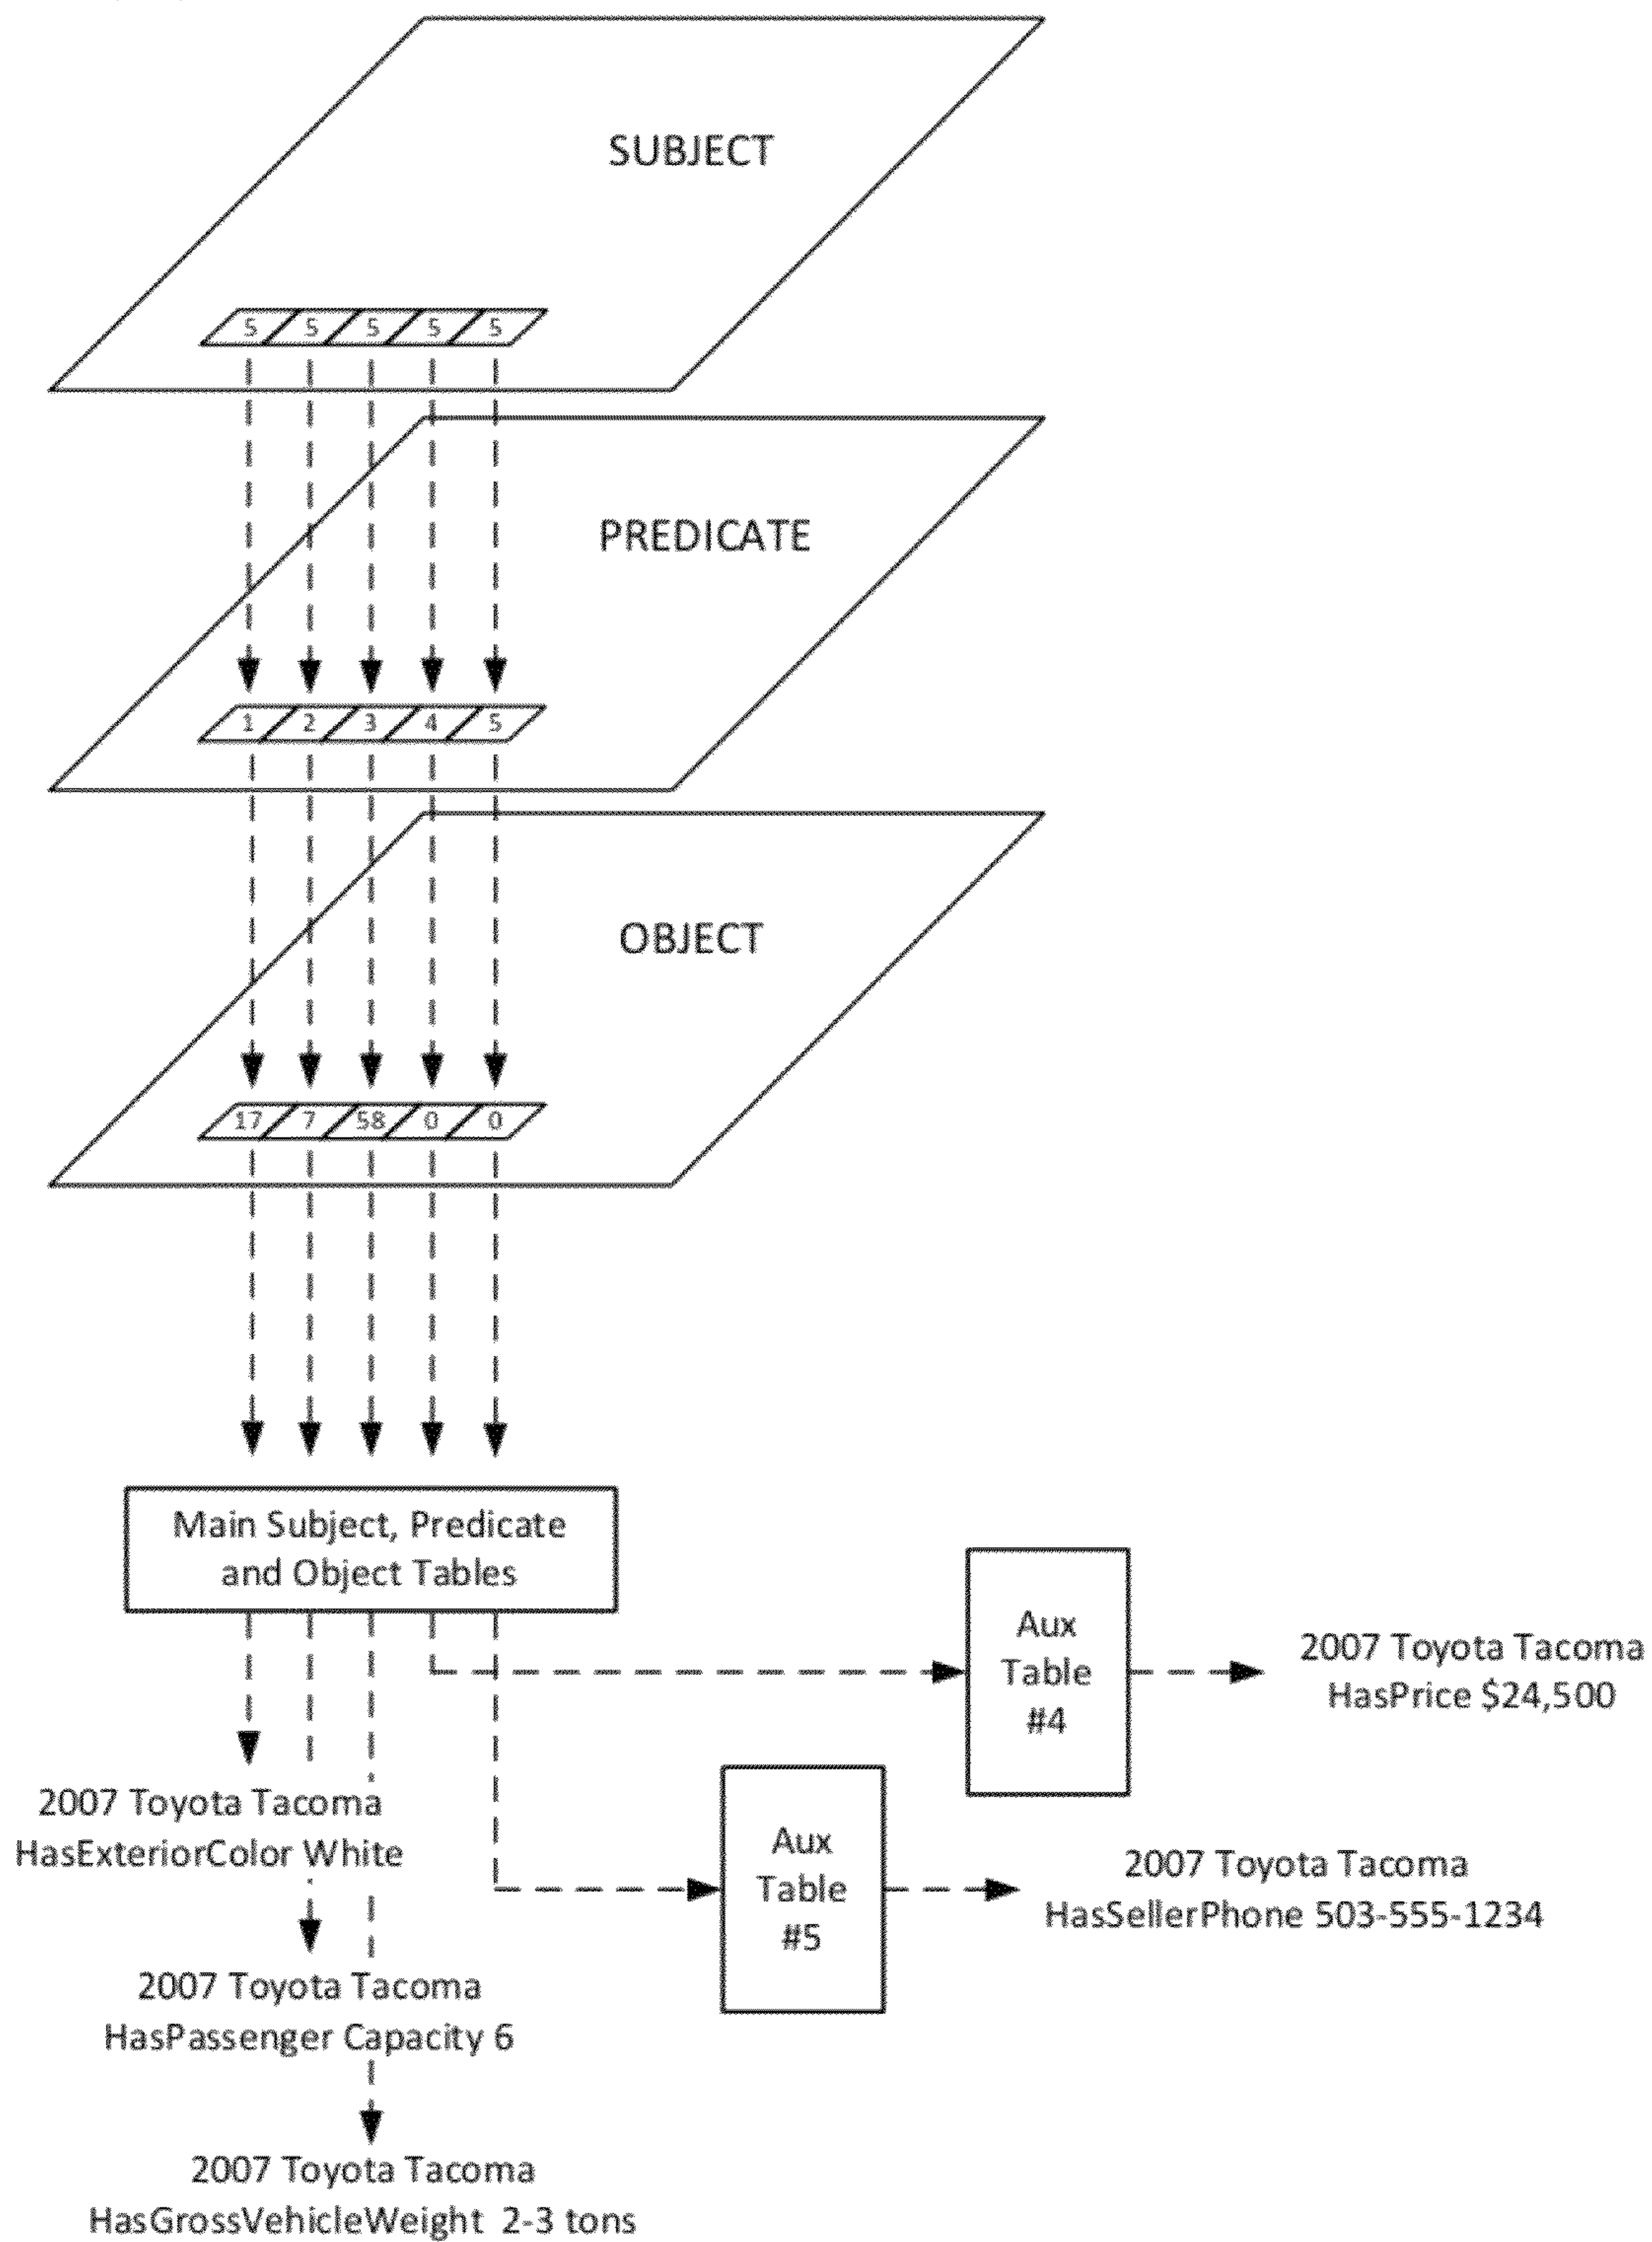 SUBJECT
5 5 5 5 5
PREDICATE
1 2 3 4 5
OBJECT
17 7 58 0 0
Main Subject, Predicate
and Object Tables
Aux
Table
#4
2007 Toyota Tacoma
HasPrice $24,500
2007 Toyota Tacoma
HasExteriorColor White
Aux
Table
#5
2007 Toyota Tacoma
HasSellerPhone 503-555-1234
2007 Toyota Tacoma
HasPassenger Capacity 6
2007 Toyota Tacoma
HasGrossVehicleWeight 2-3 tons